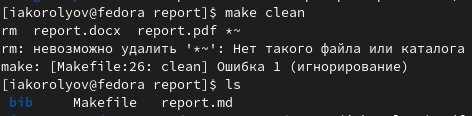 [iakorolyov@fedora report]$ make clean
rm  report.docx  report.pdf *~
rm: невозможно удалить '*~': Нет такого файла или каталога
make: [Makefile:26: clean] Ошибка 1 (игнорирование)
[iakorolyov@fedora report]$ ls
bib     Makefile   report.md